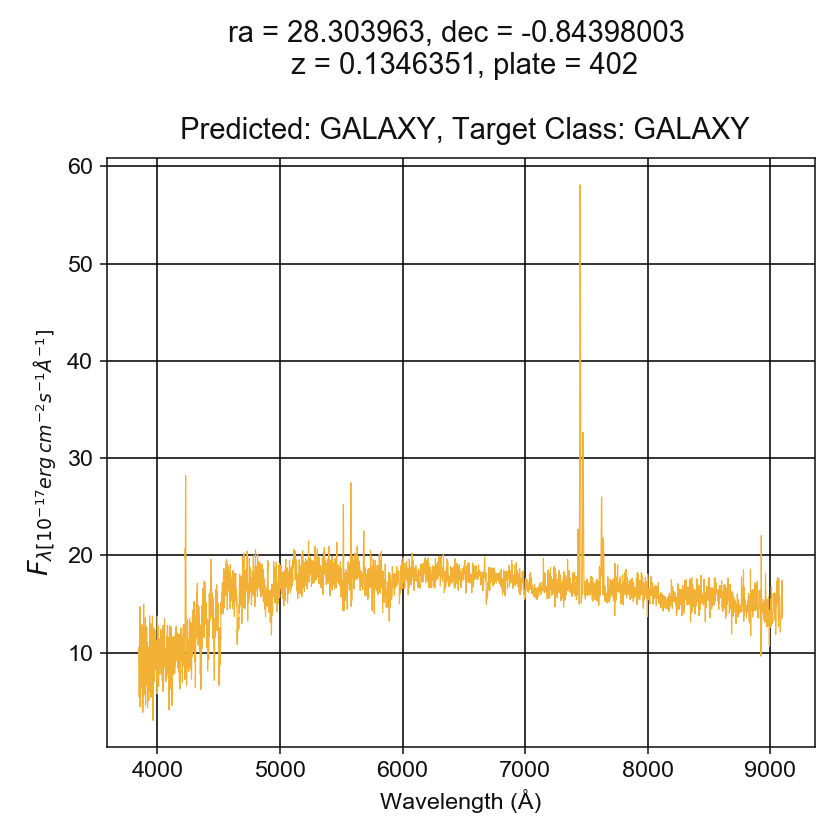 ra = 28.303963, dec = -0.84398003
z = 0.1346351, plate = 402
Predicted: GALAXY, Target Class: GALAXY
60
50
40
30
20
10
F_λ[10^{−17} erg cm^{−2} s^{−1} Å^{−1}]
4000 5000 6000 7000 8000 9000
Wavelength (Å)